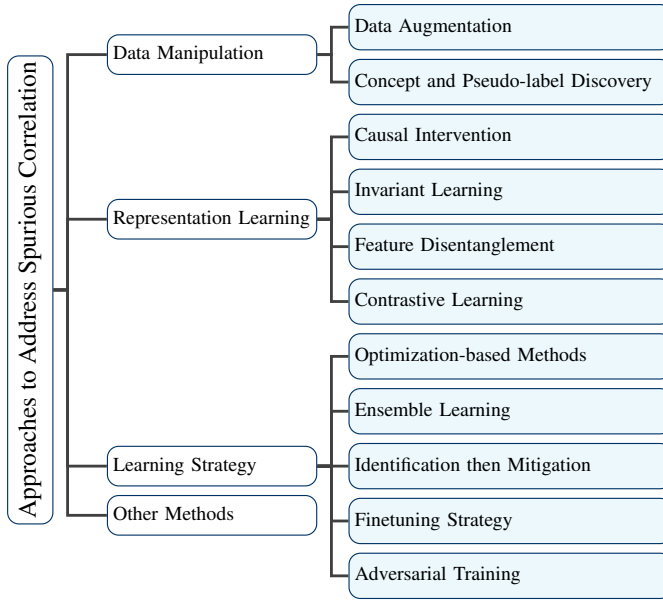 Approaches to Address Spurious Correlation
Data Manipulation
Data Augmentation
Concept and Pseudo-label Discovery
Representation Learning
Causal Intervention
Invariant Learning
Feature Disentanglement
Contrastive Learning
Learning Strategy
Optimization-based Methods
Ensemble Learning
Identification then Mitigation
Finetuning Strategy
Adversarial Training
Other Methods